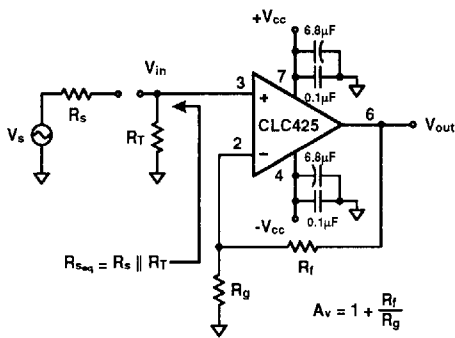 +Vcc
6.8µF
0.1µF
Vin
Rs
Vs
RT
3
7
+
CLC425
6
Vout
2
−
4
6.8µF
0.1µF
-Vcc
Rseq = Rs || RT
Rf
Rg
Av = 1 + Rf
Rg